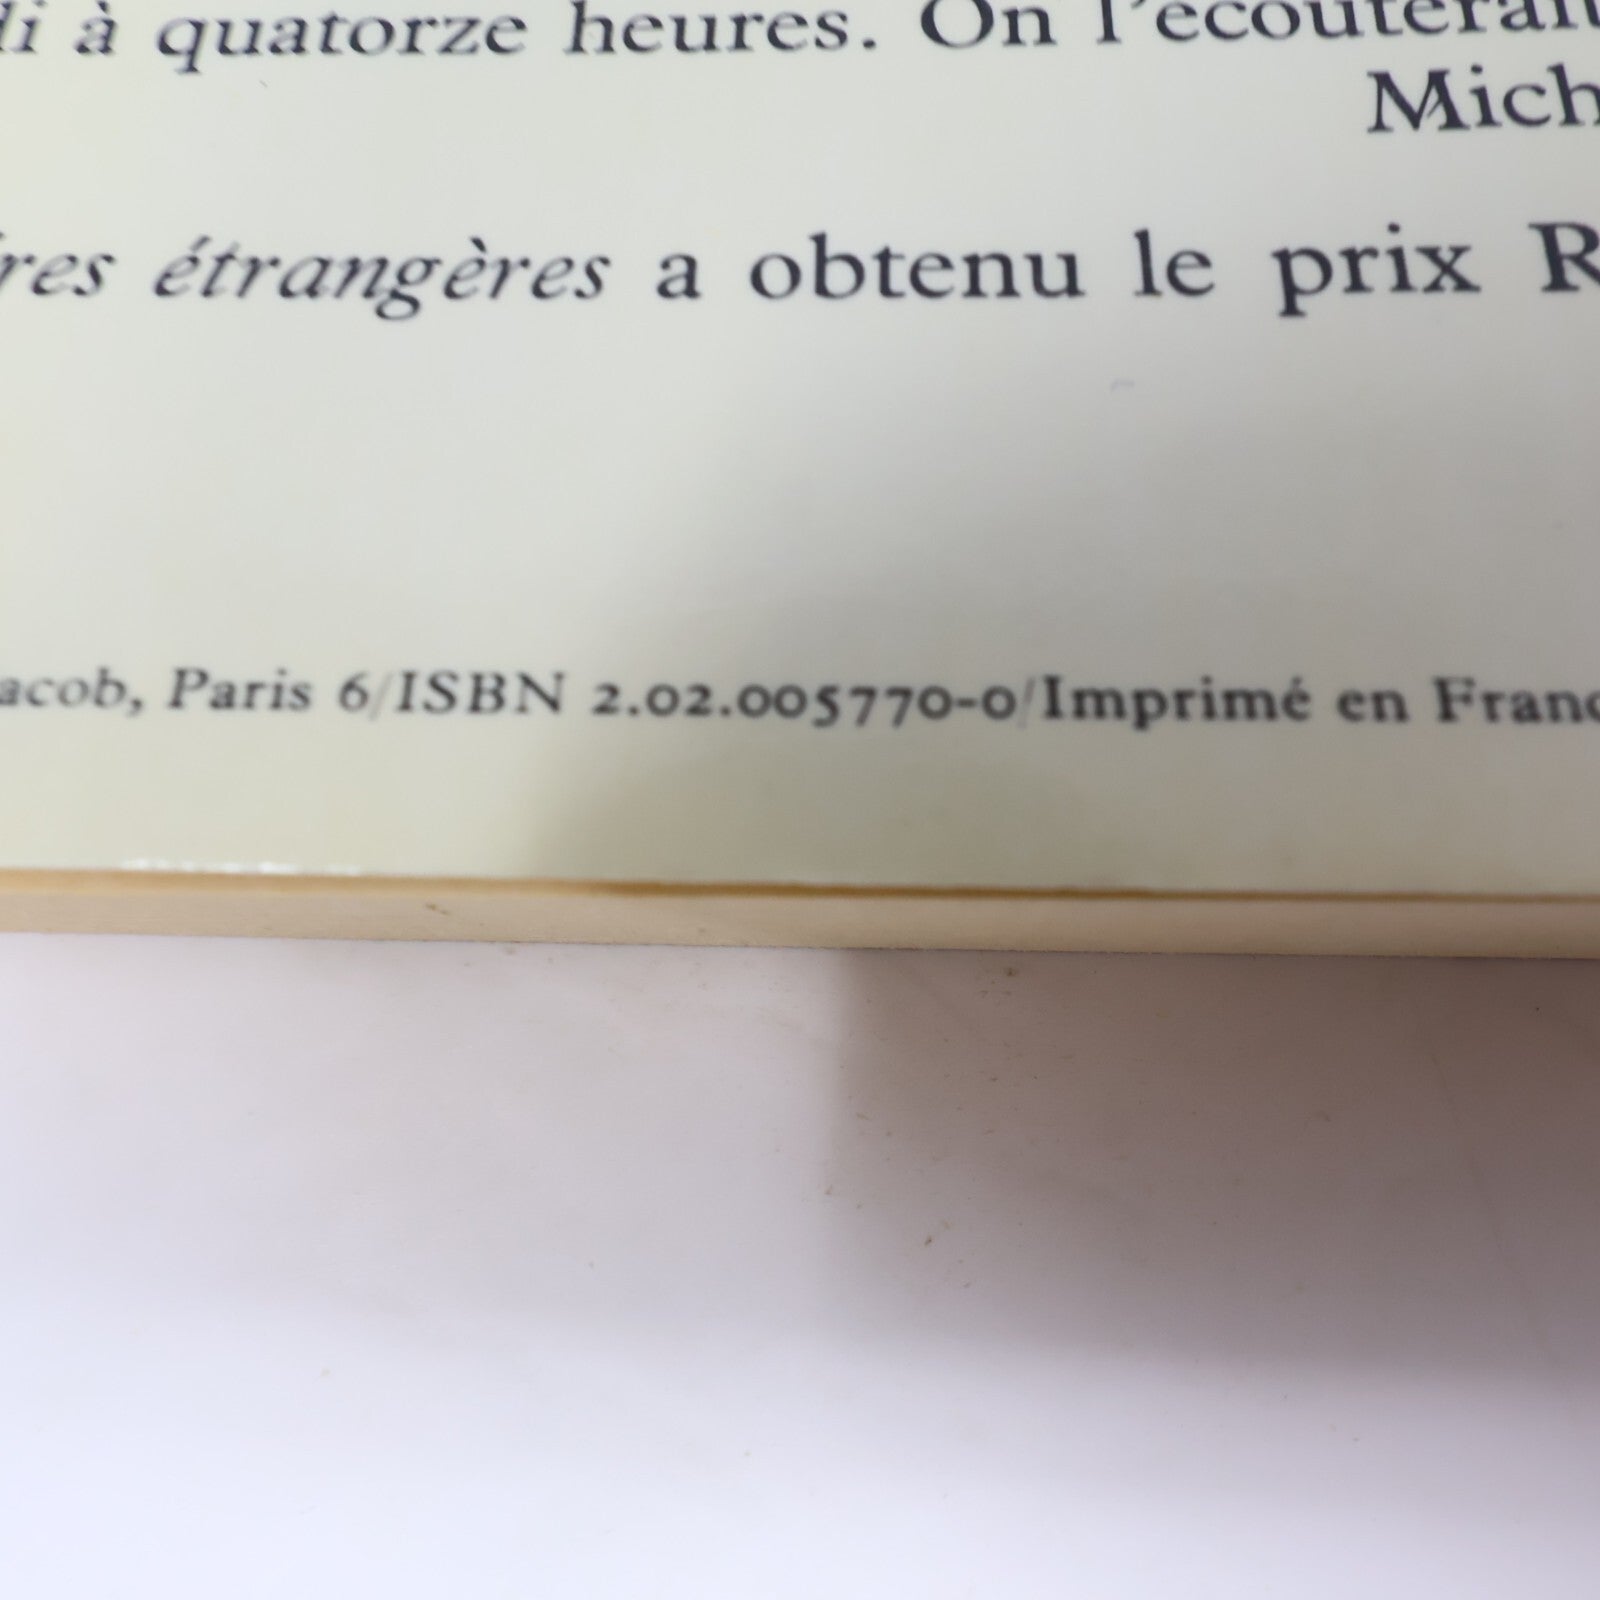 di à quatorze heures. On l'écouterait
Mich
res étrangères a obtenu le prix R
acob, Paris 6/ISBN 2.02.005770-0/Imprimé en Franc